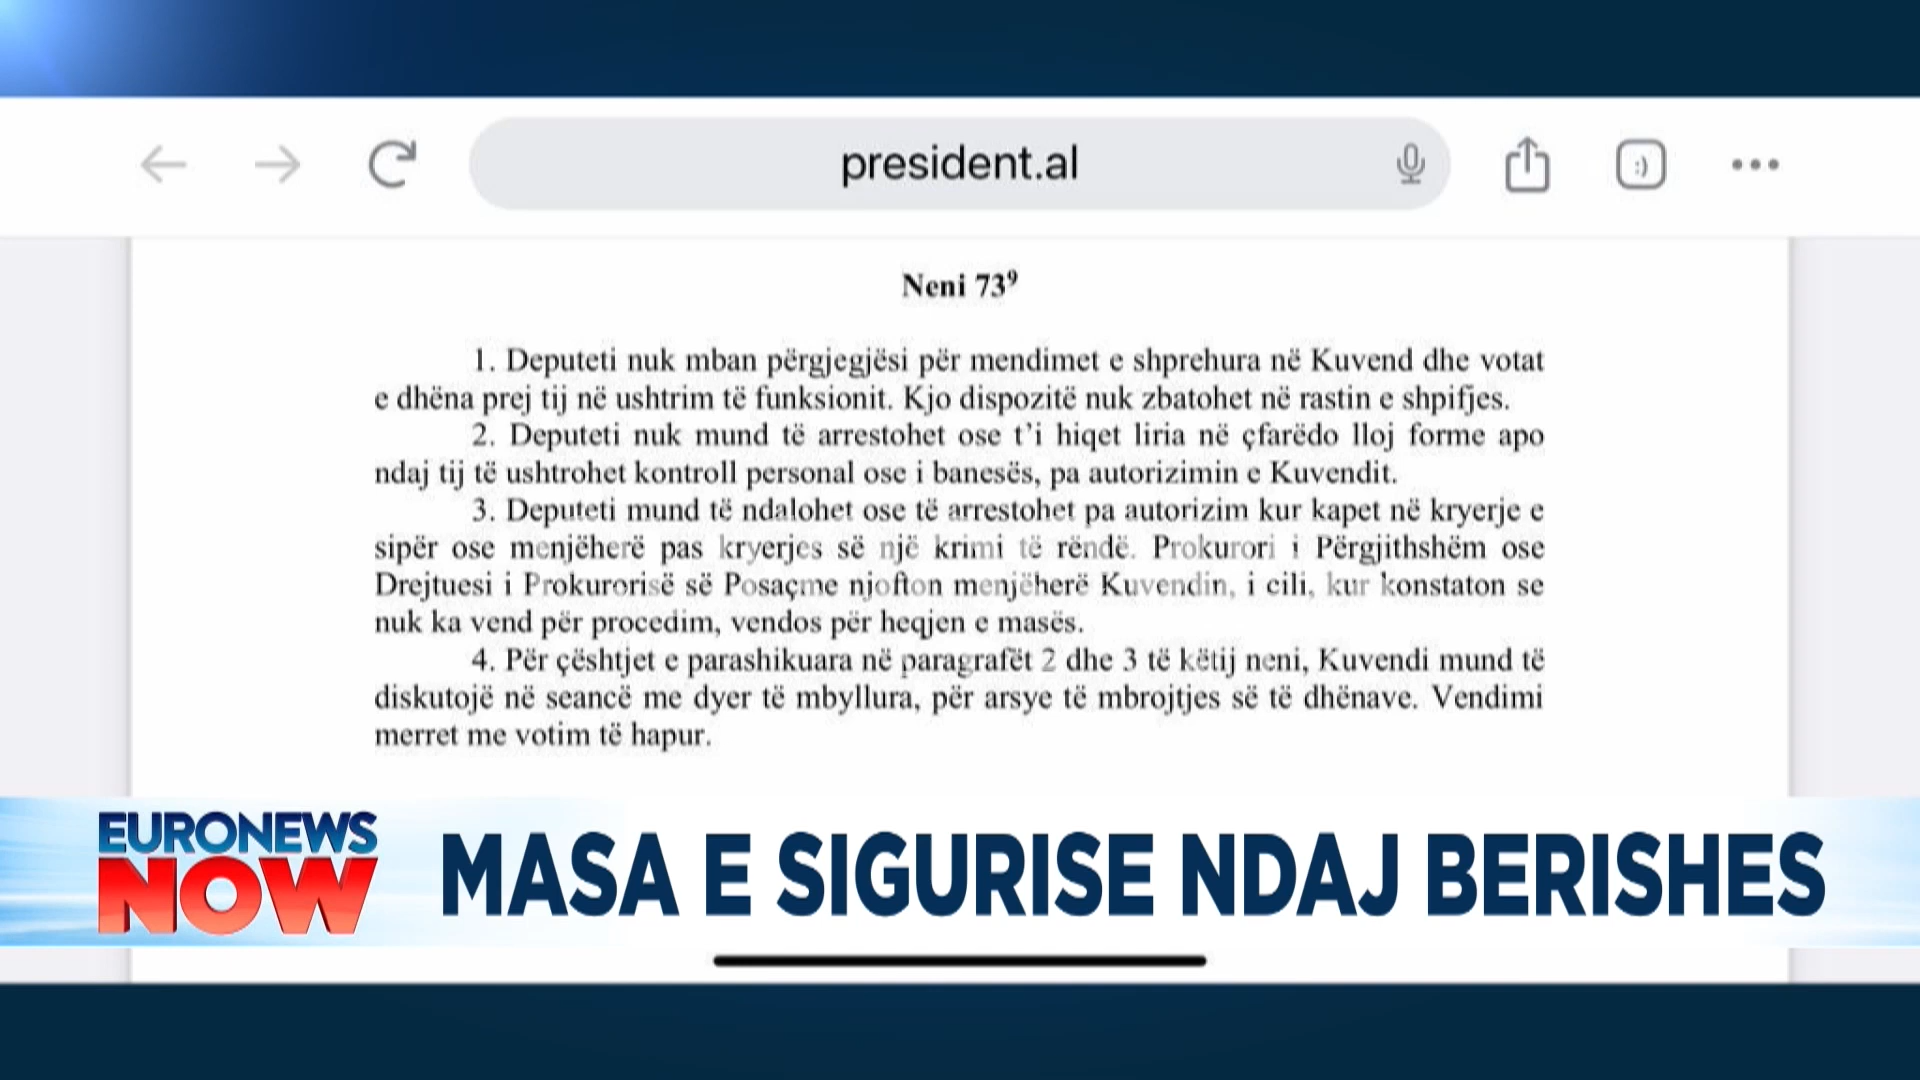 president.al
:)
Neni 73⁹
1. Deputeti nuk mban përgjegjësi për mendimet e shprehura në Kuvend dhe votat
e dhëna prej tij në ushtrim të funksionit. Kjo dispozitë nuk zbatohet në rastin e shpifjes.
2. Deputeti nuk mund të arrestohet ose t’i hiqet liria në çfarëdo lloj forme apo
ndaj tij të ushtrohet kontroll personal ose i banesës, pa autorizimin e Kuvendit.
3. Deputeti mund të ndalohet ose të arrestohet pa autorizim kur kapet në kryerje e
sipër ose menjëherë pas kryerjes së një krimi të rëndë. Prokurori i Përgjithshëm ose
Drejtuesi i Prokurorisë së Posaçme njofton menjëherë Kuvendin, i cili, kur konstaton se
nuk ka vend për procedim, vendos për heqjen e masës.
4. Për çështjet e parashikuara në paragrafët 2 dhe 3 të këtij neni, Kuvendi mund të
diskutojë në seancë me dyer të mbyllura, për arsye të mbrojtjes së të dhënave. Vendimi
merret me votim të hapur.
EURONEWS
NOW
MASA E SIGURISE NDAJ BERISHES